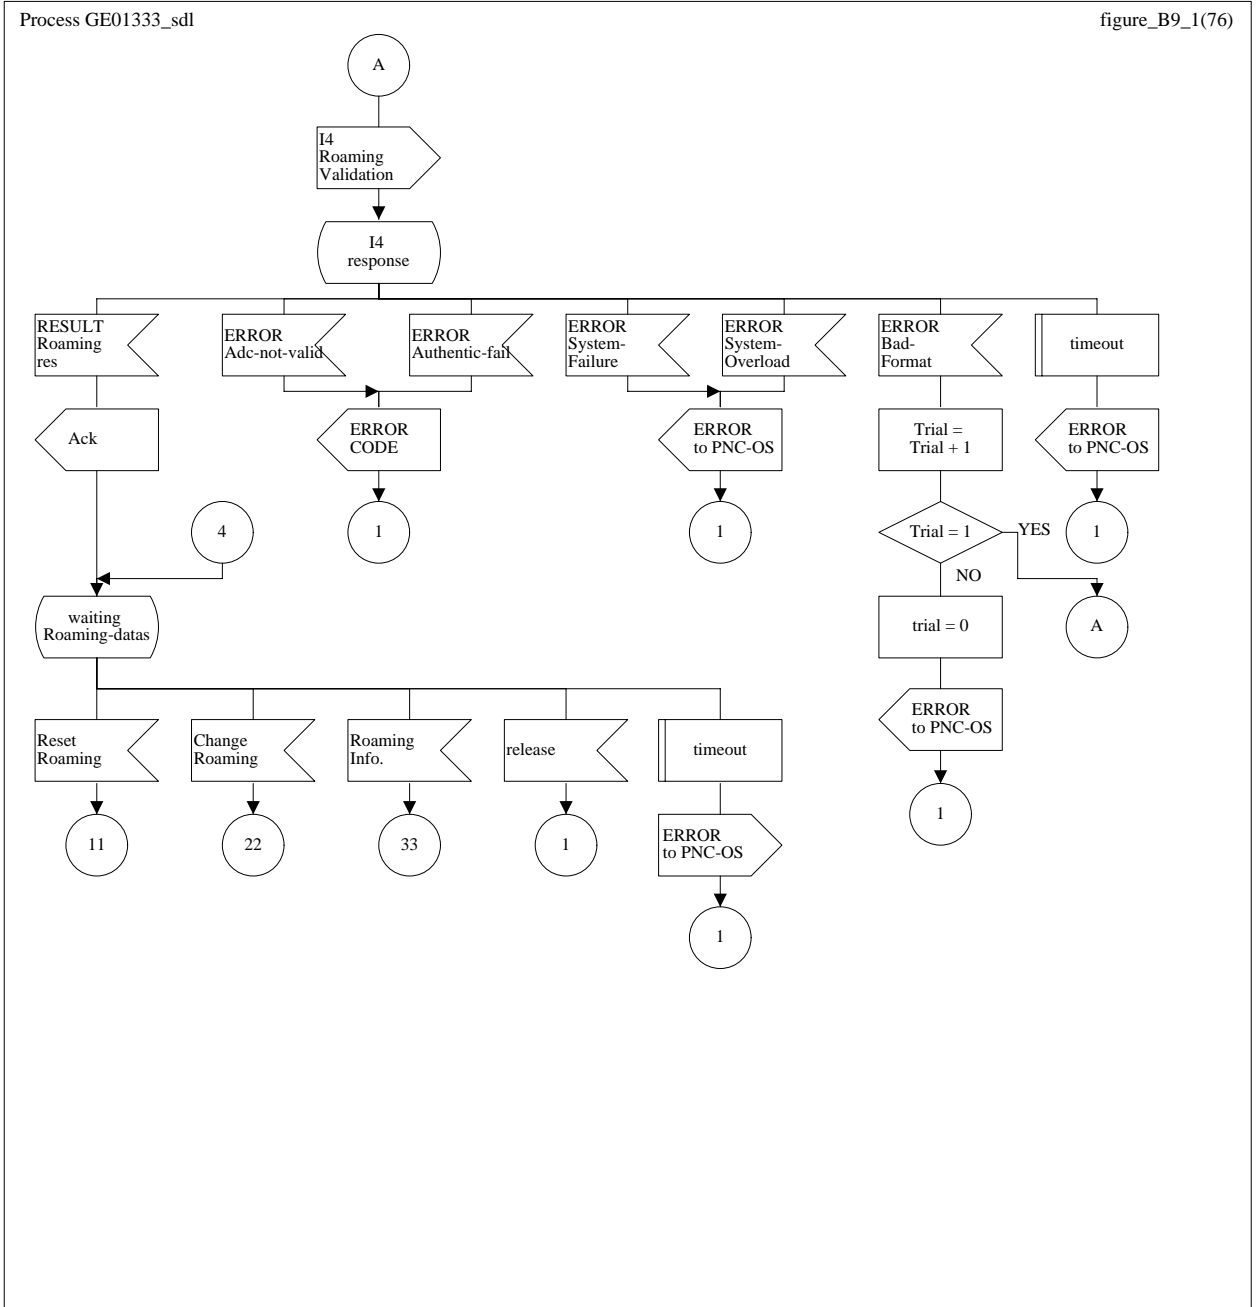 Process GE01333_sdl
figure_B9_1(76)
A
I4
Roaming
Validation
I4
response
RESULT
Roaming
res
ERROR
Adc-not-valid
ERROR
Authentic-fail
ERROR
System-
Failure
ERROR
System-
Overload
ERROR
Bad-
Format
timeout
Ack
ERROR
CODE
ERROR
to PNC-OS
Trial =
Trial + 1
ERROR
to PNC-OS
4
1
1
Trial = 1
YES
1
NO
waiting
Roaming-datas
trial = 0
A
Reset
Roaming
Change
Roaming
Roaming
Info.
release
timeout
ERROR
to PNC-OS
11
22
33
1
ERROR
to PNC-OS
1
1